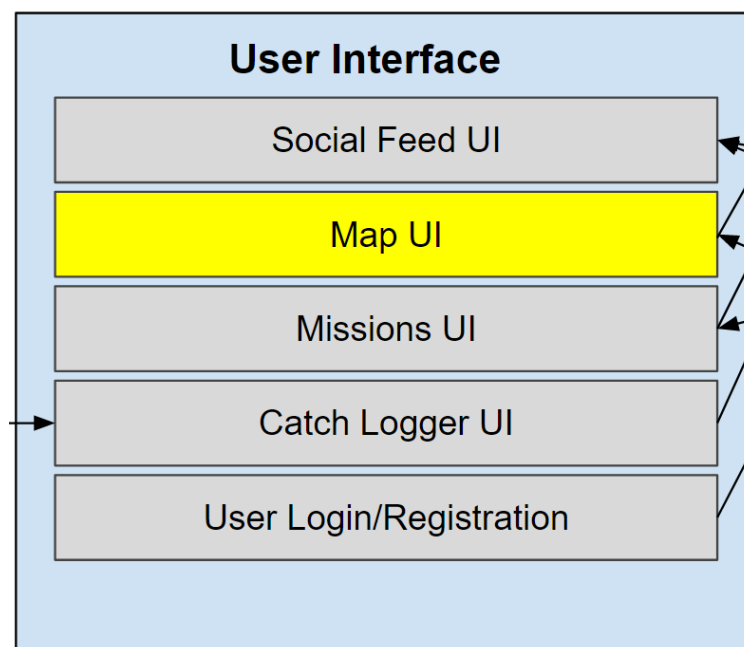 User Interface
Social Feed UI
Map UI
Missions UI
Catch Logger UI
User Login/Registration